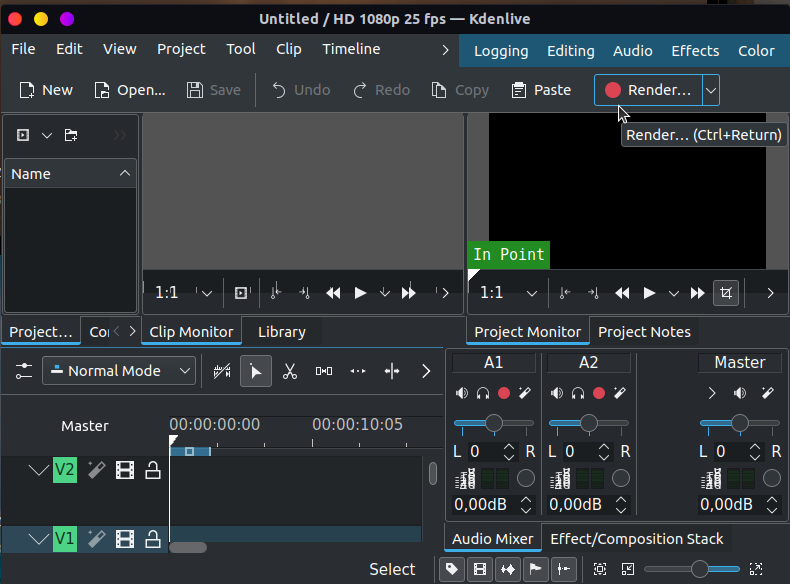 Untitled / HD 1080p 25 fps — Kdenlive
File Edit View Project Tool Clip Timeline Logging Editing Audio Effects Color
New Open... Save Undo Redo Copy Paste Render...
Render... (Ctrl+Return)
Name
In Point
1:1 1:1
Project... Clip Monitor Library Project Monitor Project Notes
Normal Mode
A1 A2 Master
Master 00:00:00:00 00:00:10:05
L 0 R L 0 R L 0 R
V2
0,00dB 0,00dB 0,00dB
V1
Audio Mixer Effect/Composition Stack
Select